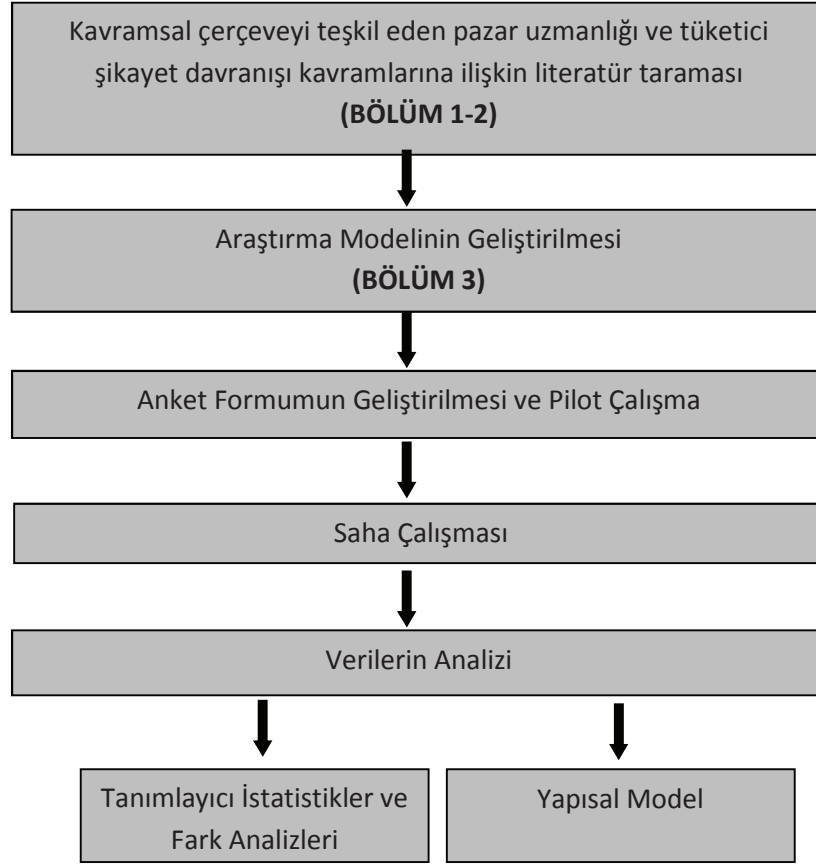 Kavramsal çerçeveyi teşkil eden pazar uzmanlığı ve tüketici
şikayet davranışı kavramlarına ilişkin literatür taraması
(BÖLÜM 1-2)
Araştırma Modelinin Geliştirilmesi
(BÖLÜM 3)
Anket Formumun Geliştirilmesi ve Pilot Çalışma
Saha Çalışması
Verilerin Analizi
Tanımlayıcı İstatistikler ve
Fark Analizleri
Yapısal Model